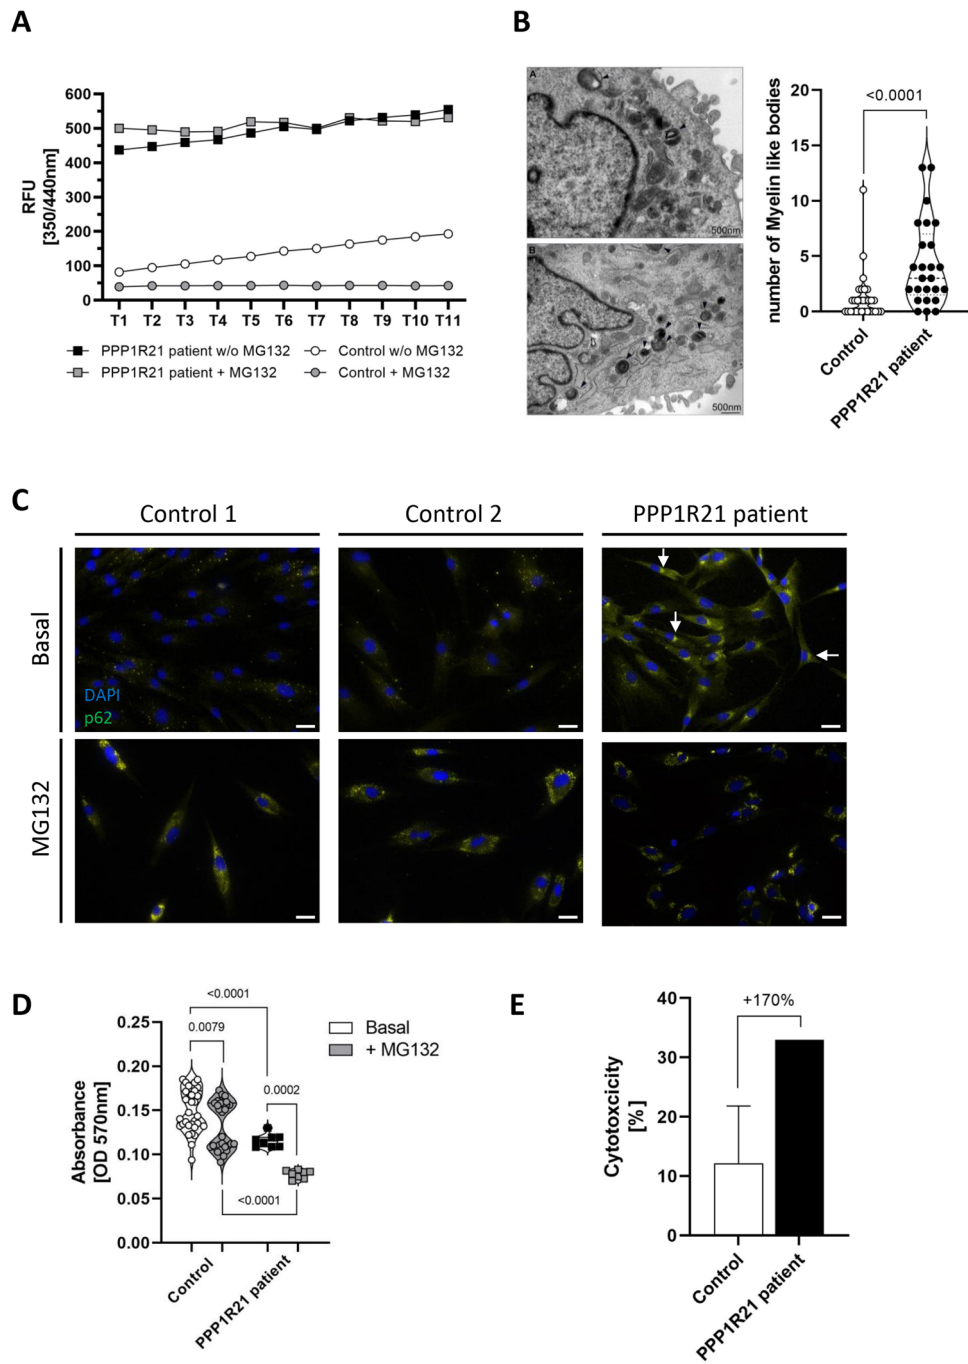 A
RFU
[350/440nm]
600
500
400
300
200
100
0
T1 T2 T3 T4 T5 T6 T7 T8 T9 T10 T11
PPP1R21 patient w/o MG132
Control w/o MG132
PPP1R21 patient + MG132
Control + MG132
B
A
500nm
B
500nm
number of Myelin like bodies
20
15
10
5
0
<0.0001
Control
PPP1R21 patient
C
Control 1
Control 2
PPP1R21 patient
Basal
DAPI
p62
MG132
D
Absorbance
[OD 570nm]
0.25
0.20
0.15
0.10
0.05
0.00
<0.0001
0.0079
0.0002
<0.0001
Basal
+ MG132
Control
PPP1R21 patient
E
Cytotoxcicity
[%]
40
30
20
10
0
+170%
Control
PPP1R21 patient